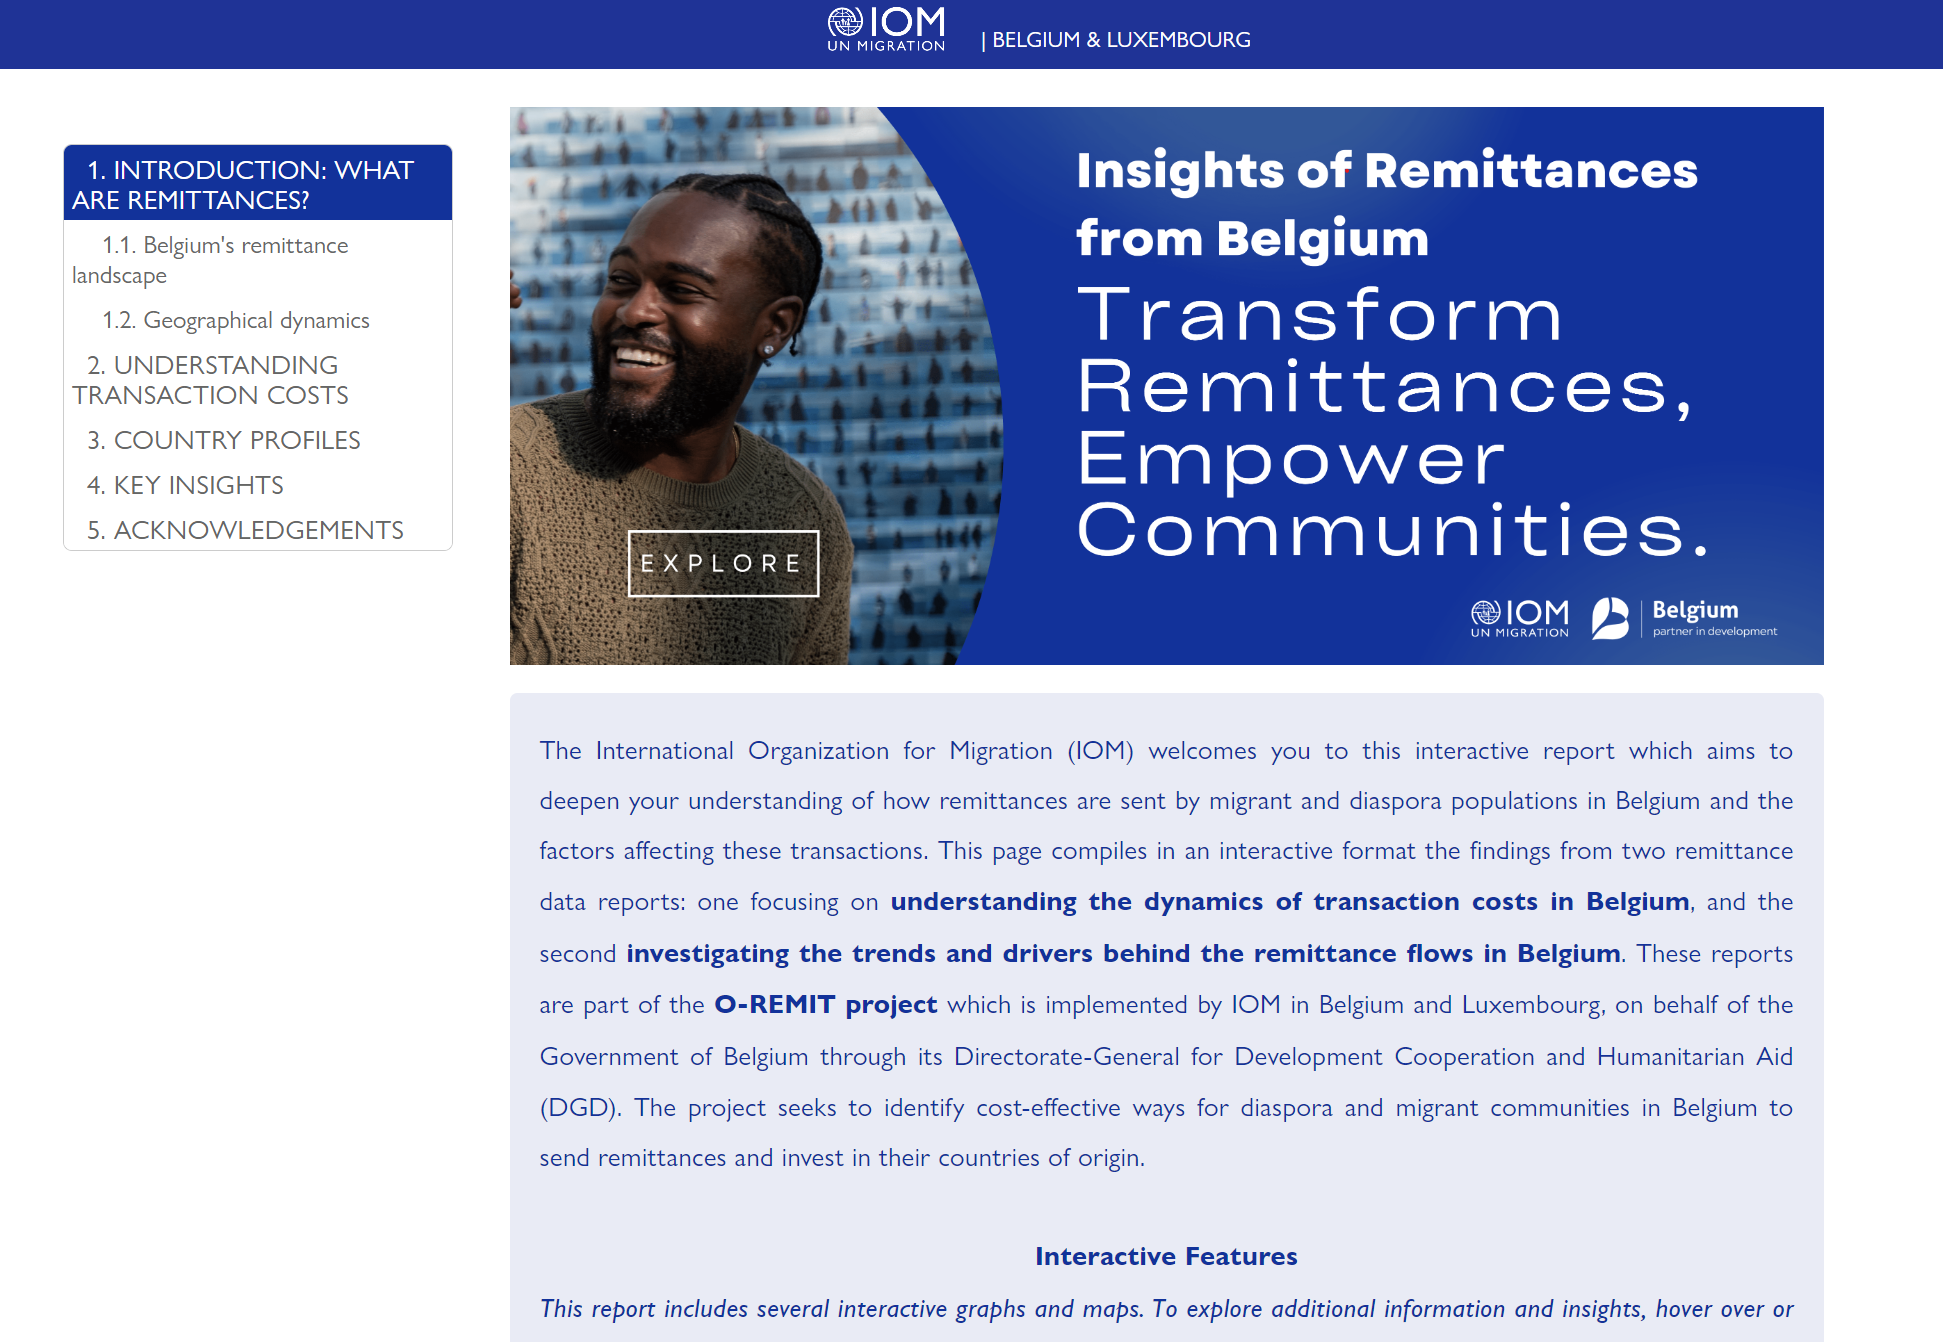 IOM
UN MIGRATION
| BELGIUM & LUXEMBOURG
1. INTRODUCTION: WHAT
ARE REMITTANCES?
1.1. Belgium's remittance
landscape
1.2. Geographical dynamics
2. UNDERSTANDING
TRANSACTION COSTS
3. COUNTRY PROFILES
4. KEY INSIGHTS
5. ACKNOWLEDGEMENTS
EXPLORE
Insights of Remittances
from Belgium
Transform
Remittances,
Empower
Communities.
IOM
UN MIGRATION
Belgium
partner in development
The International Organization for Migration (IOM) welcomes you to this interactive report which aims to
deepen your understanding of how remittances are sent by migrant and diaspora populations in Belgium and the
factors affecting these transactions. This page compiles in an interactive format the findings from two remittance
data reports: one focusing on understanding the dynamics of transaction costs in Belgium, and the
second investigating the trends and drivers behind the remittance flows in Belgium. These reports
are part of the O-REMIT project which is implemented by IOM in Belgium and Luxembourg, on behalf of the
Government of Belgium through its Directorate-General for Development Cooperation and Humanitarian Aid
(DGD). The project seeks to identify cost-effective ways for diaspora and migrant communities in Belgium to
send remittances and invest in their countries of origin.
Interactive Features
This report includes several interactive graphs and maps. To explore additional information and insights, hover over or